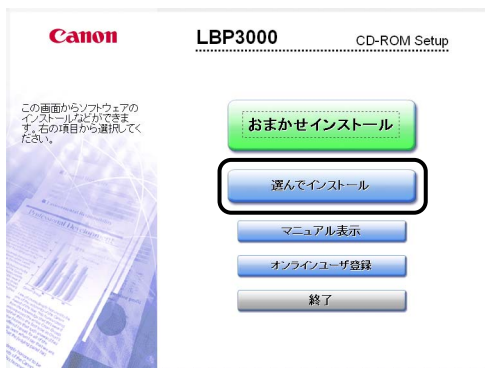 Canon
LBP3000
CD-ROM Setup
この画面からソフトウェアの
インストールなどができま
す。右の項目から選択してく
ださい。
おまかせインストール
選んでインストール
マニュアル表示
オンラインユーザ登録
終了